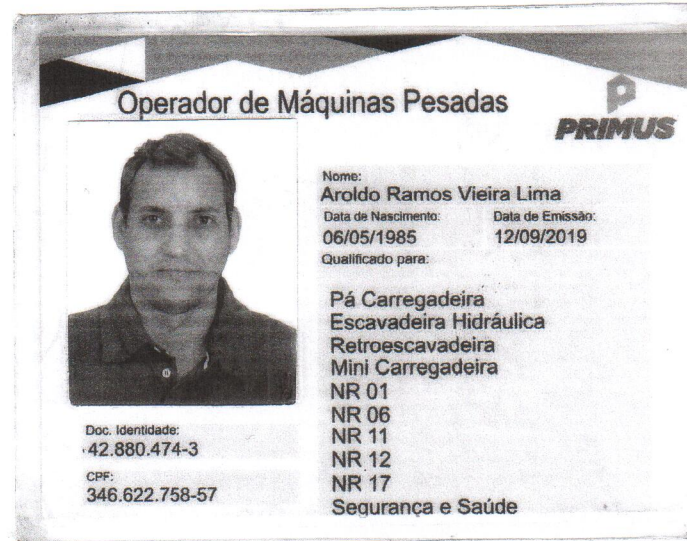 Operador de Máquinas Pesadas
PRIMUS
Nome:
Aroldo Ramos Vieira Lima
Data de Nascimento: Data de Emissão:
06/05/1985 12/09/2019
Qualificado para:
Pá Carregadeira
Escavadeira Hidráulica
Retroescavadeira
Mini Carregadeira
NR 01
NR 06
NR 11
NR 12
NR 17
Segurança e Saúde
Doc. Identidade:
42.880.474-3
CPF:
346.622.758-57